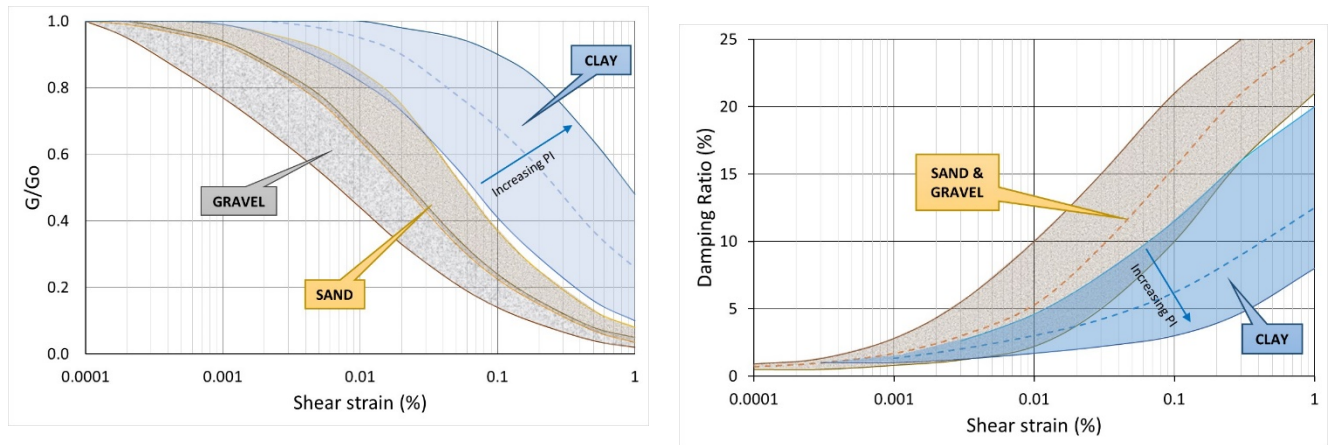 1.0
0.8
0.6
0.4
0.2
0.0
G/Go
CLAY
Increasing PI
GRAVEL
SAND
0.0001 0.001 0.01 0.1 1
Shear strain (%)
25
20
15
10
5
0
Damping Ratio (%)
SAND &
GRAVEL
Increasing PI
CLAY
0.0001 0.001 0.01 0.1 1
Shear strain (%)